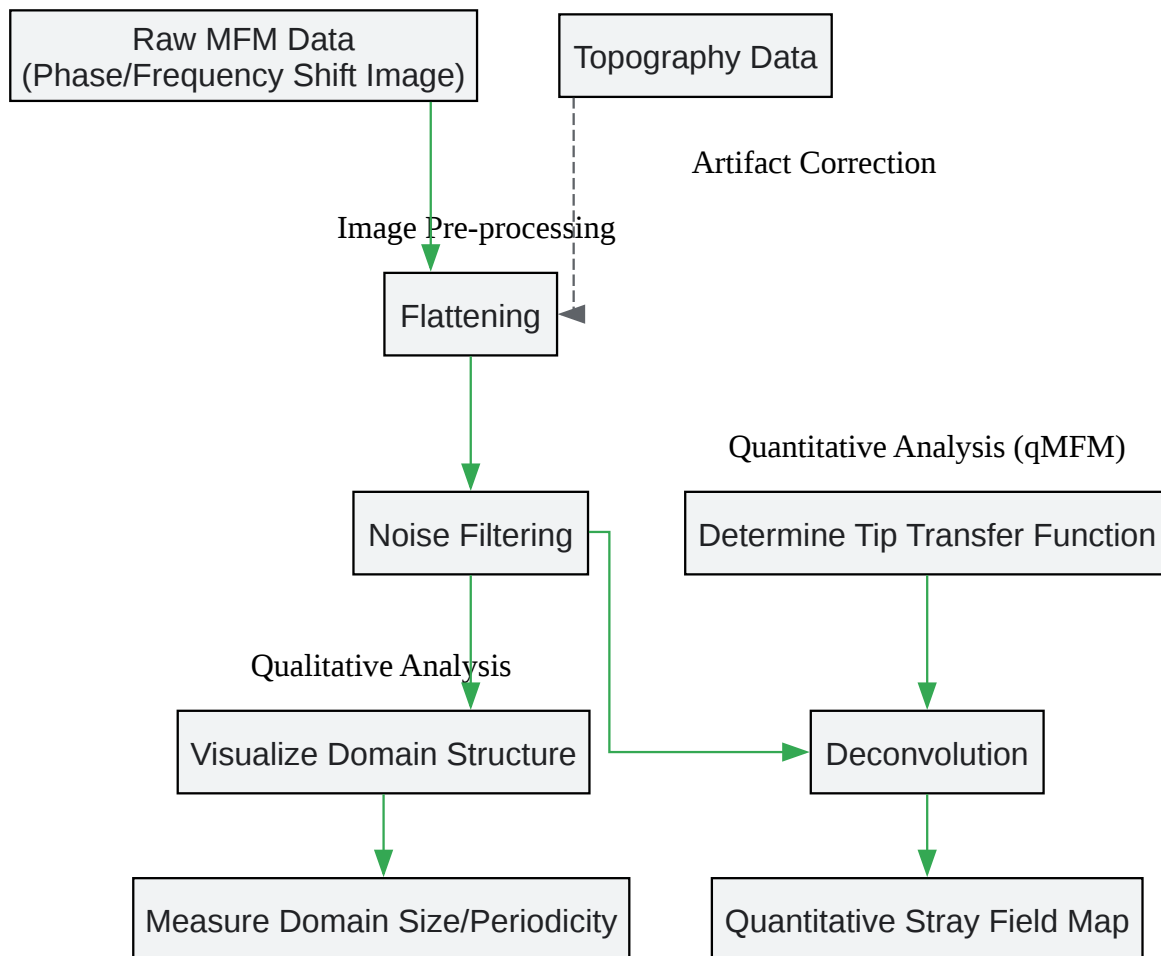 Raw MFM Data
(Phase/Frequency Shift Image)
Topography Data
Artifact Correction
Image Pre-processing
Flattening
Quantitative Analysis (qMFM)
Noise Filtering
Determine Tip Transfer Function
Qualitative Analysis
Visualize Domain Structure
Deconvolution
Measure Domain Size/Periodicity
Quantitative Stray Field Map